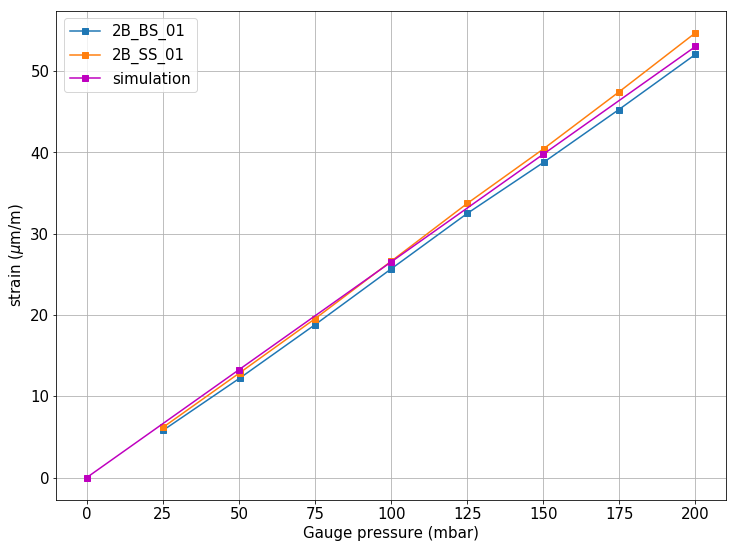 2B_BS_01
2B_SS_01
simulation
50
40
30
20
10
0
strain (μm/m)
0 25 50 75 100 125 150 175 200
Gauge pressure (mbar)